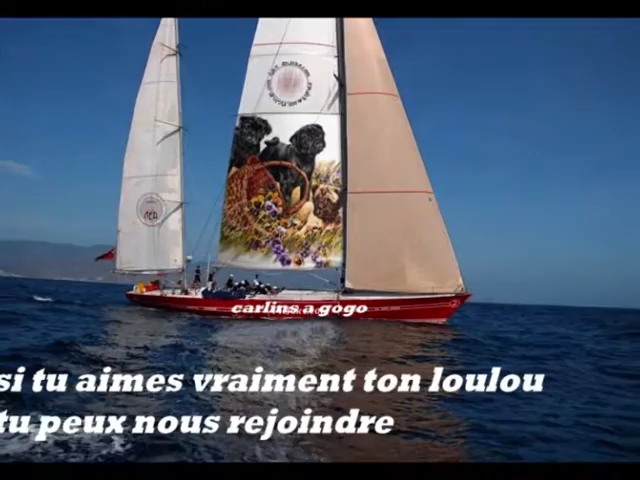 carlins a gogo
si tu aimes vraiment ton loulou
tu peux nous rejoindre